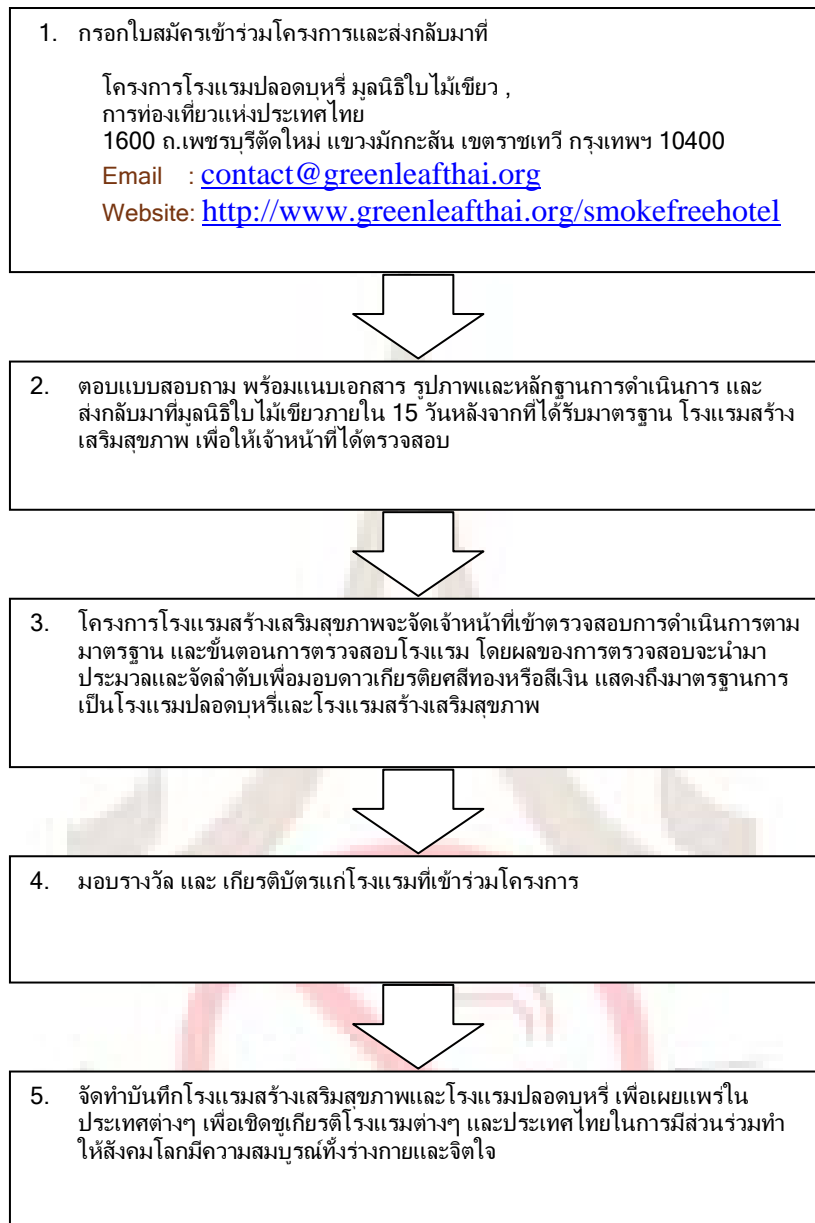 1. กรอกใบสมัครเข้าร่วมโครงการและส่งกลับมาที่
โครงการโรงแรมปลอดบุหรี่ มูลนิธิใบไม้เขียว ,
การท่องเที่ยวแห่งประเทศไทย
1600 ถ.เพชรบุรีตัดใหม่ แขวงมักกะสัน เขตราชเทวี กรุงเทพฯ 10400
Email : contact@greenleafthai.org
Website: http://www.greenleafthai.org/smokefreehotel
2. ตอบแบบสอบถาม พร้อมแนบเอกสาร รูปภาพและหลักฐานการดำเนินการ และ
ส่งกลับมาที่มูลนิธิใบไม้เขียวภายใน 15 วันหลังจากที่ได้รับมาตรฐาน โรงแรมสร้าง
เสริมสุขภาพ เพื่อให้เจ้าหน้าที่ได้ตรวจสอบ
3. โครงการโรงแรมสร้างเสริมสุขภาพจะจัดเจ้าหน้าที่เข้าตรวจสอบการดำเนินการตาม
มาตรฐาน และขั้นตอนการตรวจสอบโรงแรม โดยผลของการตรวจสอบจะนำมา
ประมวลและจัดลำดับเพื่อมอบดาวเกียรติยศสีทองหรือสีเงิน แสดงถึงมาตรฐานการ
เป็นโรงแรมปลอดบุหรี่และโรงแรมสร้างเสริมสุขภาพ
4. มอบรางวัล และ เกียรติบัตรแก่โรงแรมที่เข้าร่วมโครงการ
5. จัดทำบันทึกโรงแรมสร้างเสริมสุขภาพและโรงแรมปลอดบุหรี่ เพื่อเผยแพร่ใน
ประเทศต่างๆ เพื่อเชิดชูเกียรติโรงแรมต่างๆ และประเทศไทยในการมีส่วนร่วมทำ
ให้สังคมโลกมีความสมบูรณ์ทั้งร่างกายและจิตใจ